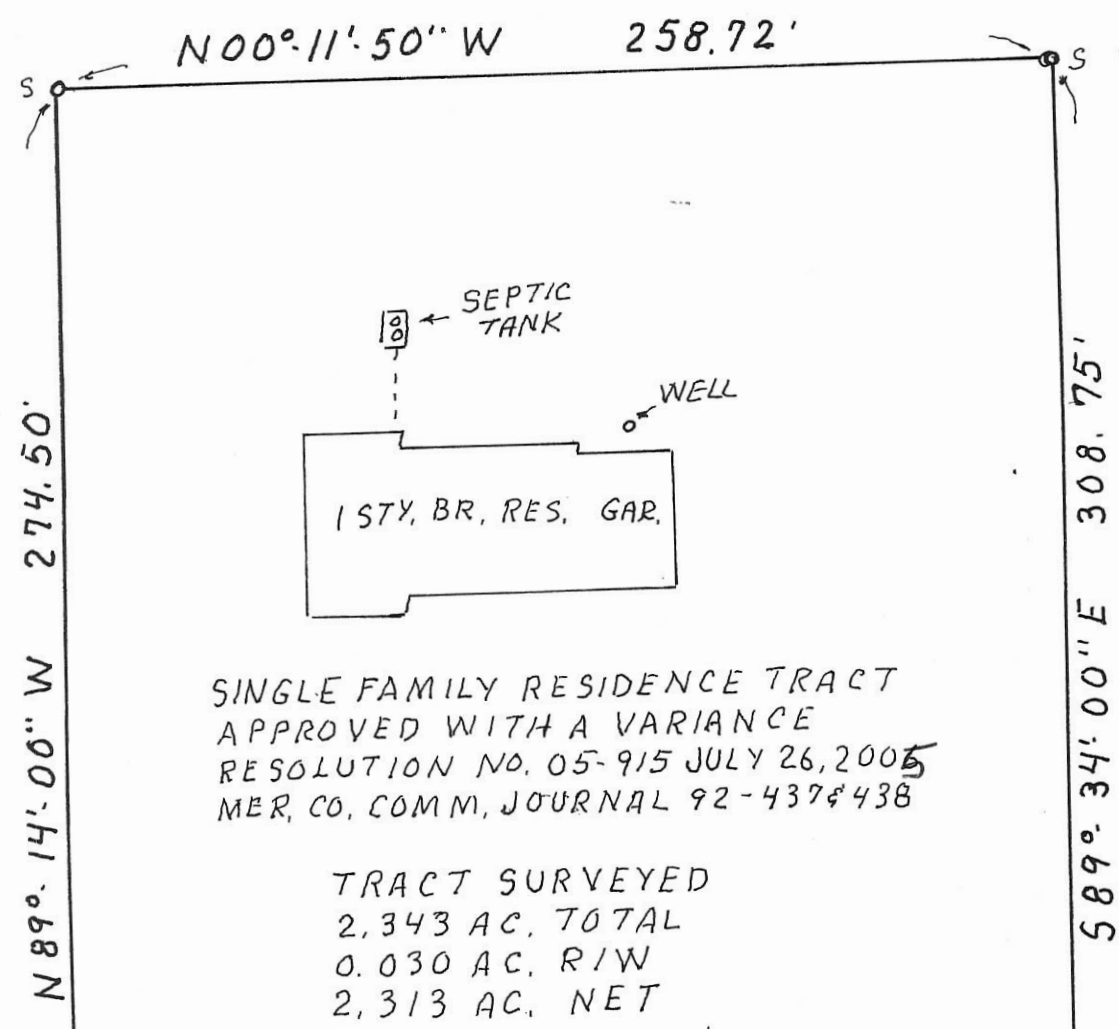 N 00°-11'-50" W 258.72'
S
S
SEPTIC
TANK
WELL
1 STY, BR, RES, GAR.
274.50'
N 89°-14'-00" W
308.75'
S 89°-34'-00" E
SINGLE FAMILY RESIDENCE TRACT
APPROVED WITH A VARIANCE
RESOLUTION NO. 05-915 JULY 26, 2005
MER, CO, COMM, JOURNAL 92-437 & 438
TRACT SURVEYED
2,343 AC, TOTAL
0.030 AC, R/W
2,313 AC, NET